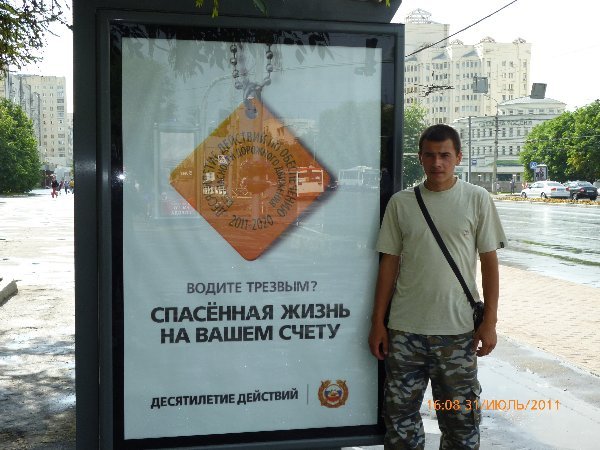 2011-2020
ВОДИТЕ ТРЕЗВЫМ?
СПАСЁННАЯ ЖИЗНЬ
НА ВАШЕМ СЧЕТУ
ДЕСЯТИЛЕТИЕ ДЕЙСТВИЙ
16:08 31/ИЮЛЬ/2011